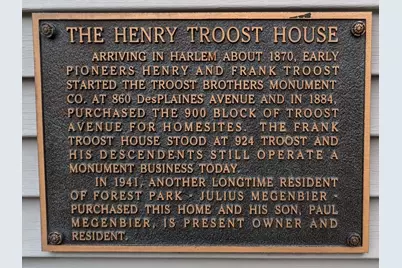 THE HENRY TROOST HOUSE
ARRIVING IN HARLEM ABOUT 1870, EARLY
PIONEERS HENRY AND FRANK TROOST
STARTED THE TROOST BROTHERS MONUMENT
CO. AT 860 DesPLAINES AVENUE AND IN 1884,
PURCHASED THE 900 BLOCK OF TROOST
AVENUE FOR HOMESITES. THE FRANK
TROOST HOUSE STOOD AT 924 TROOST AND
HIS DESCENDENTS STILL OPERATE A
MONUMENT BUSINESS TODAY.
IN 1941, ANOTHER LONGTIME RESIDENT
OF FOREST PARK - JULIUS MEGENBIER -
PURCHASED THIS HOME AND HIS SON, PAUL
MEGENBIER, IS PRESENT OWNER AND
RESIDENT.